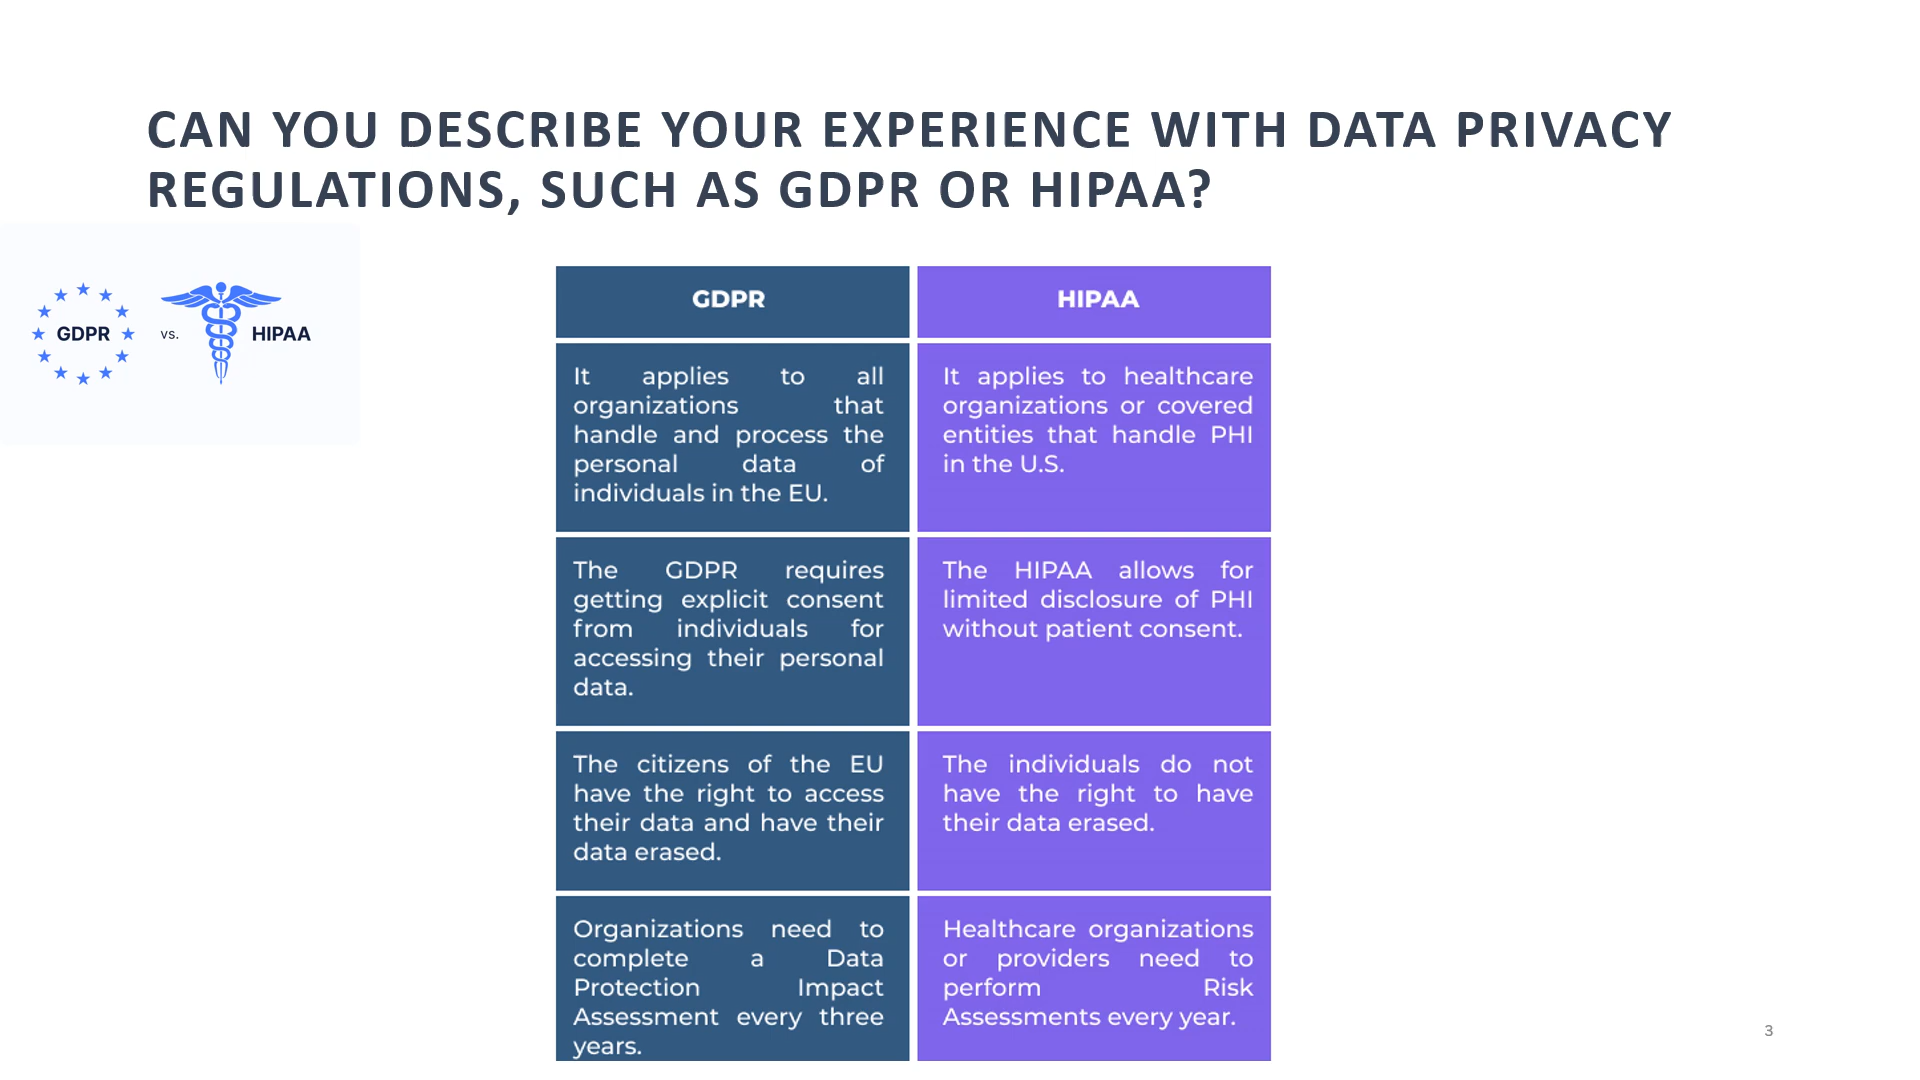 CAN YOU DESCRIBE YOUR EXPERIENCE WITH DATA PRIVACY
REGULATIONS, SUCH AS GDPR OR HIPAA?
GDPR vs. HIPAA
GDPR
It applies to all
organizations that
handle and process the
personal data of
individuals in the EU.
HIPAA
It applies to healthcare
organizations or covered
entities that handle PHI
in the U.S.
The GDPR requires
getting explicit consent
from individuals for
accessing their personal
data.
The HIPAA allows for
limited disclosure of PHI
without patient consent.
The citizens of the EU
have the right to access
their data and have their
data erased.
The individuals do not
have the right to have
their data erased.
Organizations need to
complete a Data
Protection Impact
Assessment every three
years.
Healthcare organizations
or providers need to
perform Risk
Assessments every year.
3